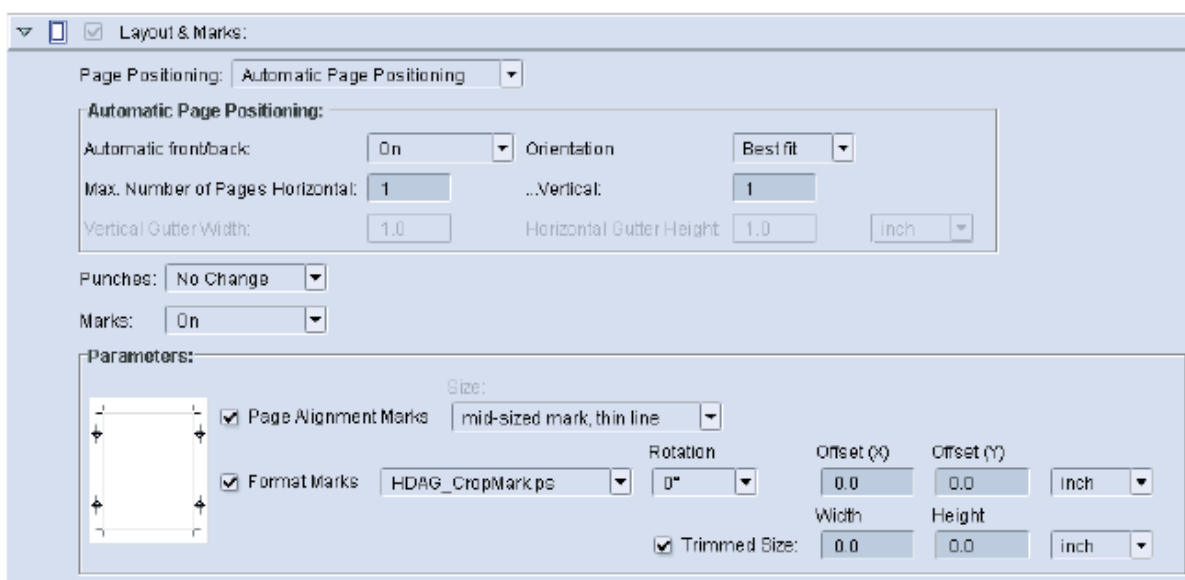 Layout & Marks:
Page Positioning: Automatic Page Positioning
Automatic Page Positioning:
Automatic front/back: On Orientation Best fit
Max. Number of Pages Horizontal: 1 ...Vertical: 1
Vertical Gutter Width: 1.0 Horizontal Gutter Height: 1.0 inch
Punches: No Change
Marks: On
Parameters:
Size:
Page Alignment Marks mid-sized mark, thin line
Rotation Offset (X) Offset (Y)
Format Marks HDAG_CropMark.ps 0° 0.0 0.0 inch
Width Height
Trimmed Size: 0.0 0.0 inch